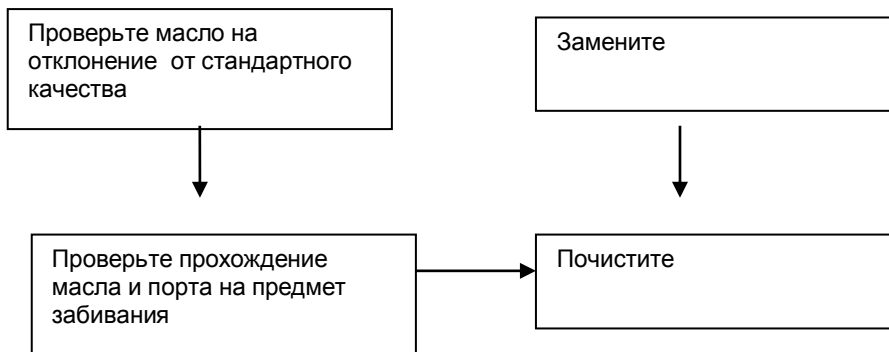 Проверьте масло на
отклонение от стандартного
качества
Замените
Проверьте прохождение
масла и порта на предмет
забивания
Почистите